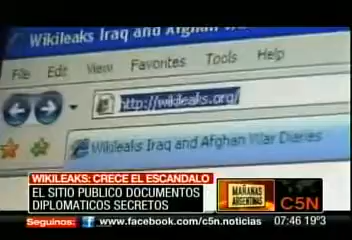 Wikileaks Iraq and Afghan War
File Edit View Favorites Tools Help
http://wikileaks.org/
Wikileaks Iraq and Afghan War Diaries
WIKILEAKS: CRECE EL ESCANDALO
EL SITIO PUBLICO DOCUMENTOS
DIPLOMATICOS SECRETOS
MAÑANAS
ARGENTINAS
C5N
Seguinos: www.facebook.com/c5n.noticias 07:46 19°3